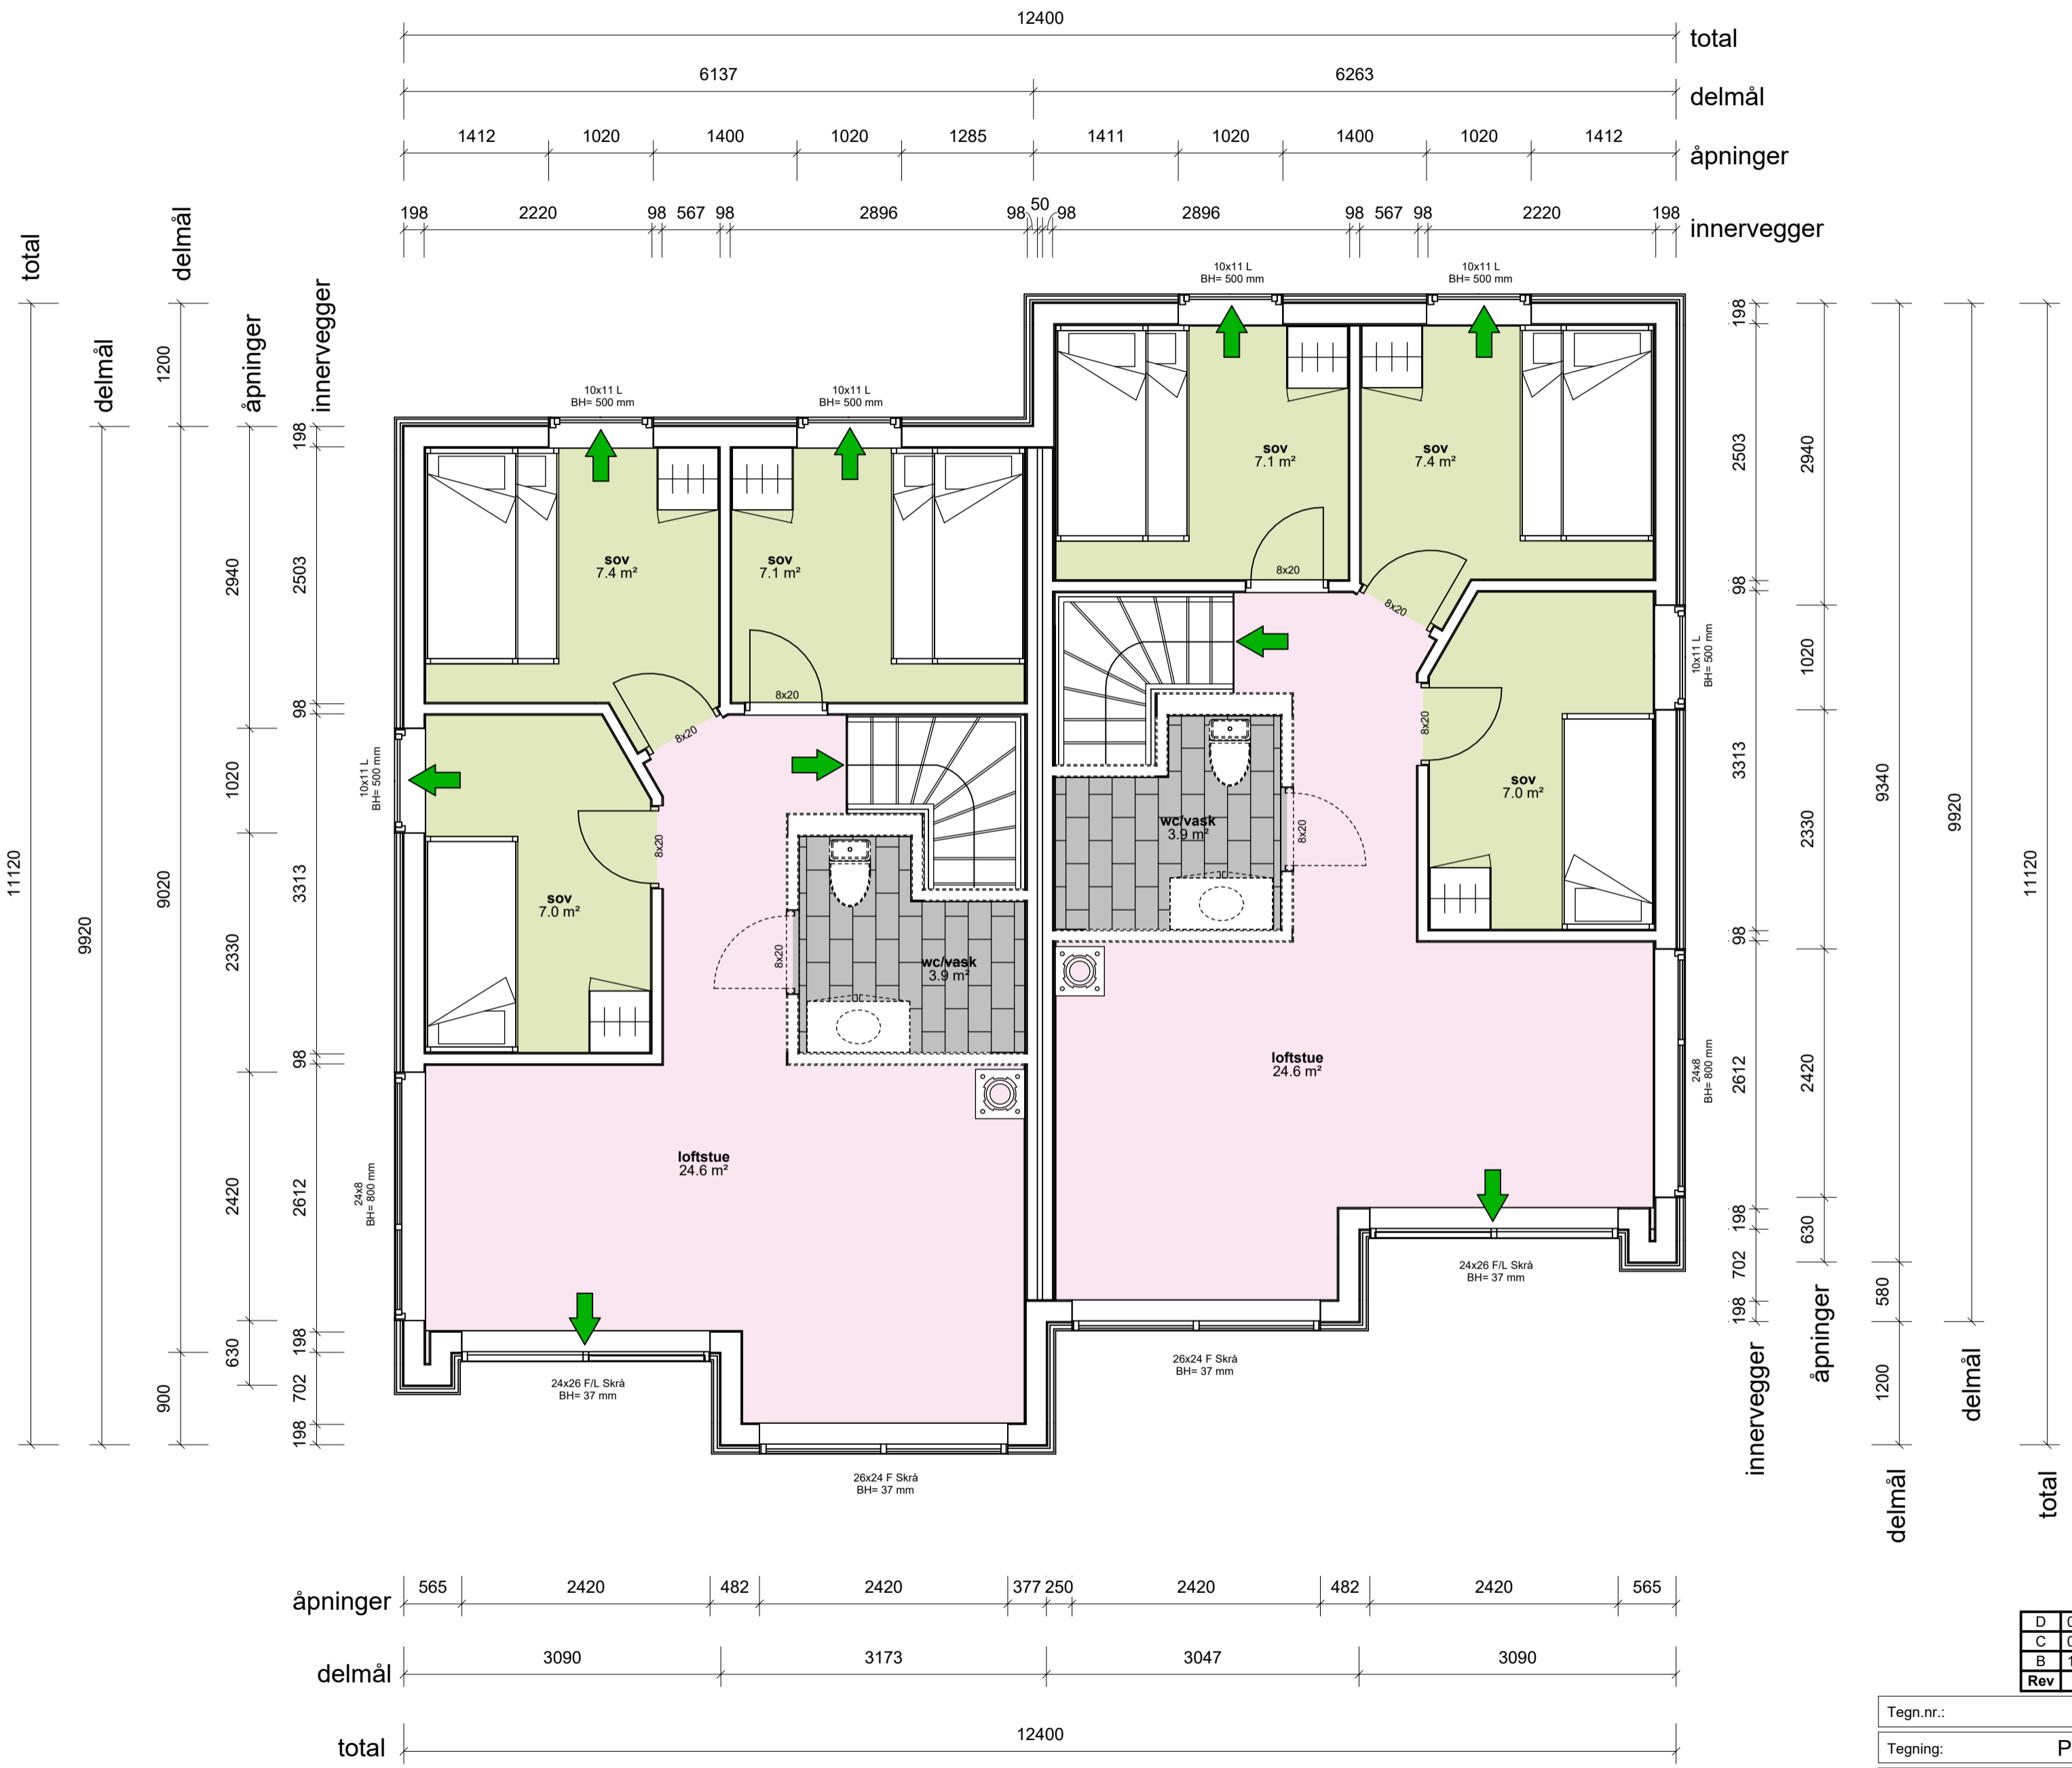 12400
total
6137 6263
delmål
1412 1020 1400 1020 1285 1411 1020 1400 1020 1412
åpninger
198 2220 98 567 98 2896 98 50 98 2896 98 567 98 2220 198
innervegger
total
delmål
delmål
åpninger
innervegger
11120
9920
1200
9020
900
2940
1020
2330
2420
630
198
2503
98
3313
98
2612
198
702
198
10x11 L
BH= 500 mm
10x11 L
BH= 500 mm
10x11 L
BH= 500 mm
10x11 L
BH= 500 mm
sov
7.1 m²
sov
7.4 m²
sov
7.4 m²
sov
7.1 m²
8x20
8x20
8x20
8x20
10x11 L
BH= 500 mm
10x11 L
BH= 500 mm
8x20
8x20
sov
7.0 m²
sov
7.0 m²
wc/vask
3.9 m²
8x20
wc/vask
3.9 m²
8x20
loftstue
24.6 m²
loftstue
24.6 m²
24x8
BH= 800 mm
24x8
BH= 800 mm
24x26 F/L Skrå
BH= 37 mm
26x24 F Skrå
BH= 37 mm
24x26 F/L Skrå
BH= 37 mm
26x24 F Skrå
BH= 37 mm
198
2503
98
3313
98
2612
198
702
198
innervegger
2940
1020
2330
2420
630
åpninger
9340
580
1200
delmål
9920
delmål
11120
total
åpninger
565 2420 482 2420 377 250 2420 482 2420 565
delmål
3090 3173 3047 3090
total
12400
D 0
C 0
B 1
Rev
Tegn.nr.:
Tegning: P